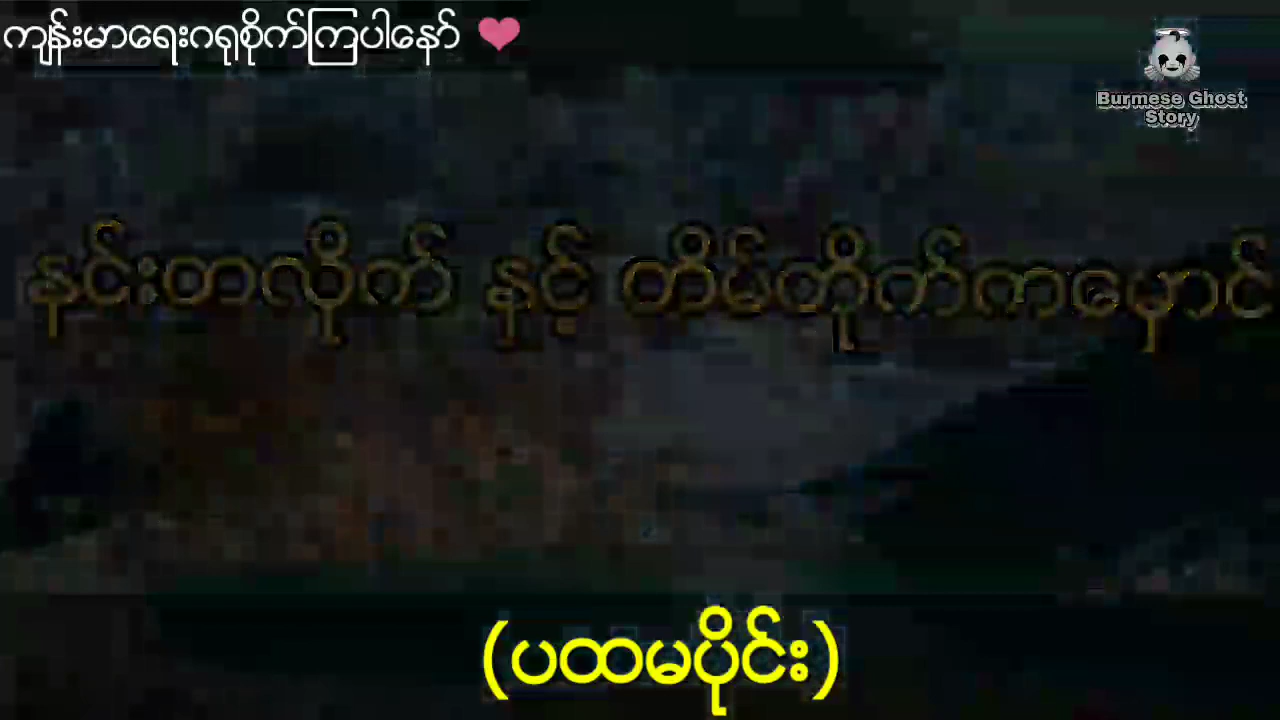 ကျန်းမာရေးဂရုစိုက်ကြပါနော် ❤
Burmese Ghost
Story
နှင်းတလှိုက် နှင့် တိမ်တိုက်ကမှောင်
(ပထမပိုင်း)